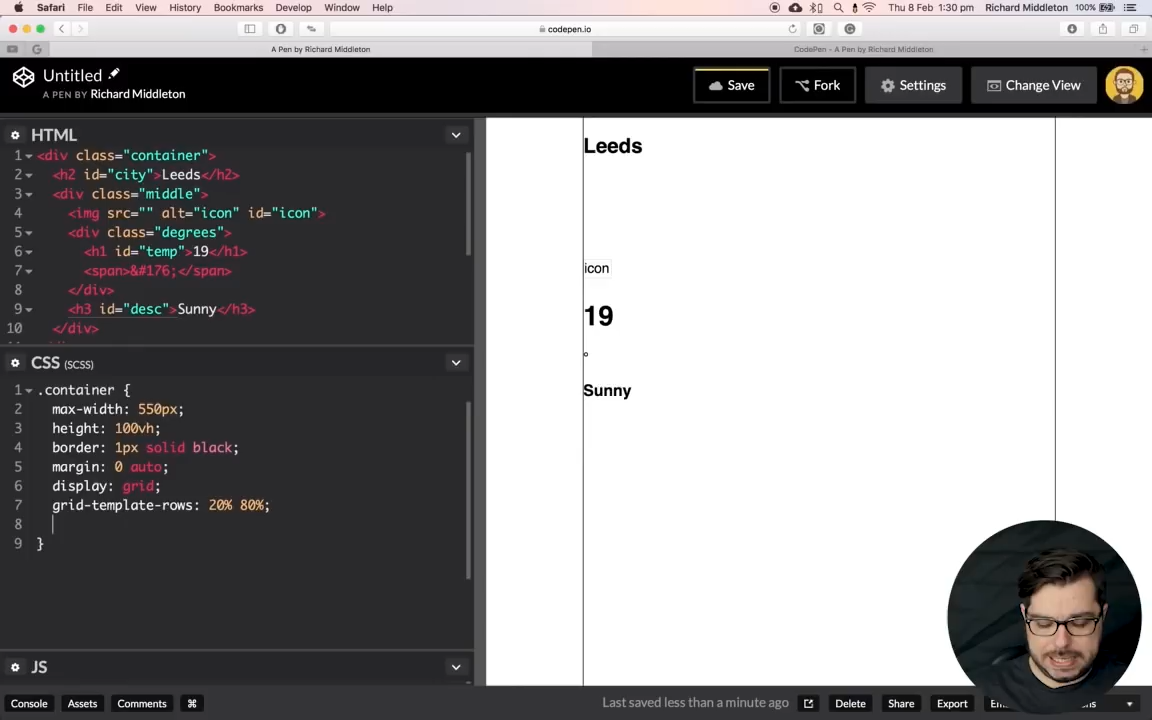 Safari File Edit View History Bookmarks Develop Window Help
Thu 8 Feb 1:30 pm Richard Middleton 100%
codepen.io
A Pen by Richard Middleton
CodePen - A Pen by Richard Middleton
Untitled
A PEN BY Richard Middleton
Save
Fork
Settings
Change View
HTML
1 <div class="container">
2 <h2 id="city">Leeds</h2>
3 <div class="middle">
4 <img src="" alt="icon" id="icon">
5 <div class="degrees">
6 <h1 id="temp">19</h1>
7 <span>&#176;</span>
8 </div>
9 <h3 id="desc">Sunny</h3>
10 </div>
CSS (SCSS)
1 .container {
2 max-width: 550px;
3 height: 100vh;
4 border: 1px solid black;
5 margin: 0 auto;
6 display: grid;
7 grid-template-rows: 20% 80%;
8
9 }
JS
Leeds
icon
19
°
Sunny
Console Assets Comments ⌘
Last saved less than a minute ago
Delete Share Export